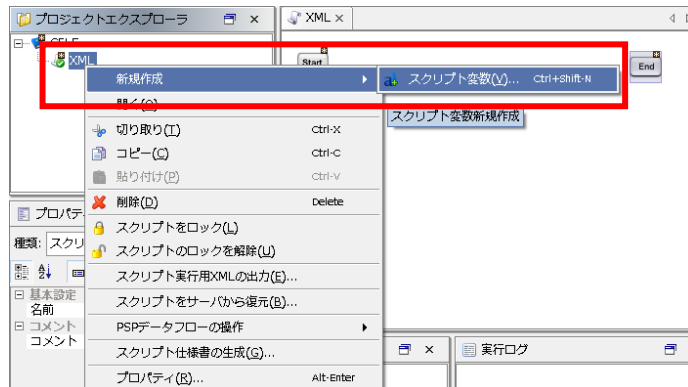 プロジェクトエクスプローラ
XML
XML
Start
End
新規作成
スクリプト変数(V)... Ctrl+Shift-N
スクリプト変数新規作成
切り取り(T) Ctrl-X
コピー(C) Ctrl-C
貼り付け(P) Ctrl-V
削除(D) Delete
スクリプトをロック(L)
スクリプトのロックを解除(U)
スクリプト実行用XMLの出力(E)...
スクリプトをサーバから復元(B)...
PSPデータフローの操作
スクリプト仕様書の生成(G)...
プロパティ(R)... Alt-Enter
プロパテ
種類: スクリ
基本設定
名前
コメント
コメント
実行ログ